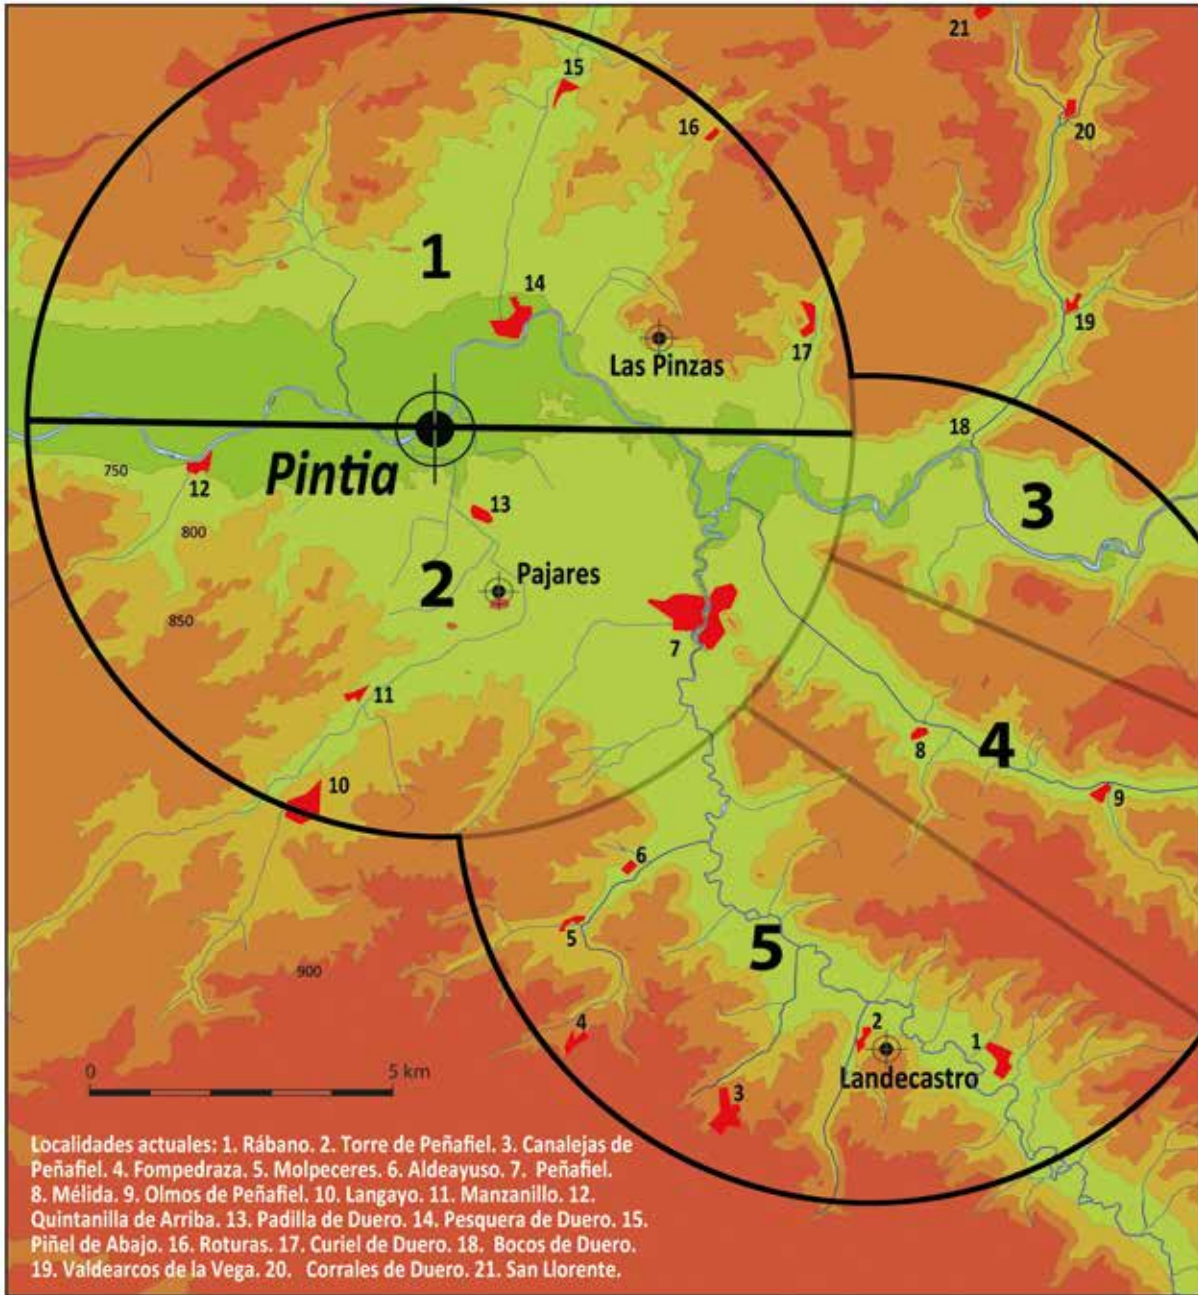 21
15
16
20
1
14
19
Las Pinzas
17
18
Pintia
750
12
3
13
800
2
Pajares
850
7
11
8
4
10
9
6
5
5
900
4
2
1
0
5 km
Landecastro
3
Localidades actuales: 1. Rábano. 2. Torre de Peñafiel. 3. Canalejas de
Peñafiel. 4. Fompedraza. 5. Molpeceres. 6. Aldeayuso. 7. Peñafiel.
8. Mélida. 9. Olmos de Peñafiel. 10. Langayo. 11. Manzanillo. 12.
Quintanilla de Arriba. 13. Padilla de Duero. 14. Pesquera de Duero. 15.
Piñel de Abajo. 16. Roturas. 17. Curiel de Duero. 18. Bocos de Duero.
19. Valdearcos de la Vega. 20. Corrales de Duero. 21. San Llorente.